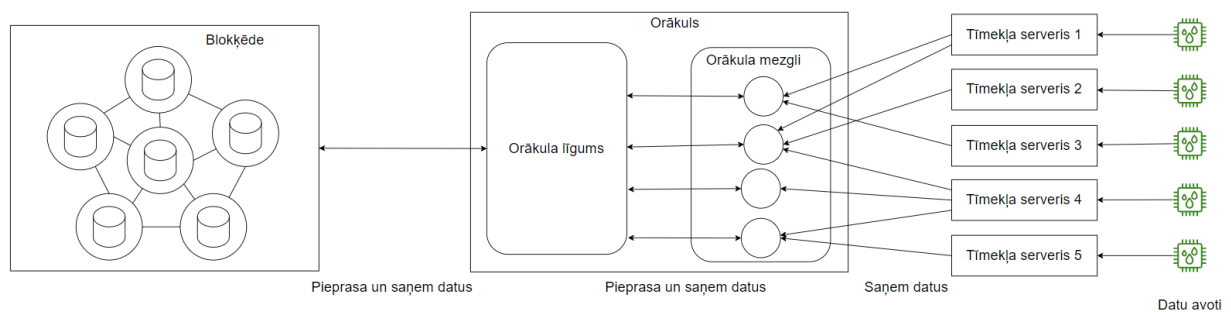 Blokķēde
Orākuls
Orākula līgums
Orākula mezgli
Tīmekļa serveris 1
Tīmekļa serveris 2
Tīmekļa serveris 3
Tīmekļa serveris 4
Tīmekļa serveris 5
Pieprasa un saņem datus
Pieprasa un saņem datus
Saņem datus
Datu avoti